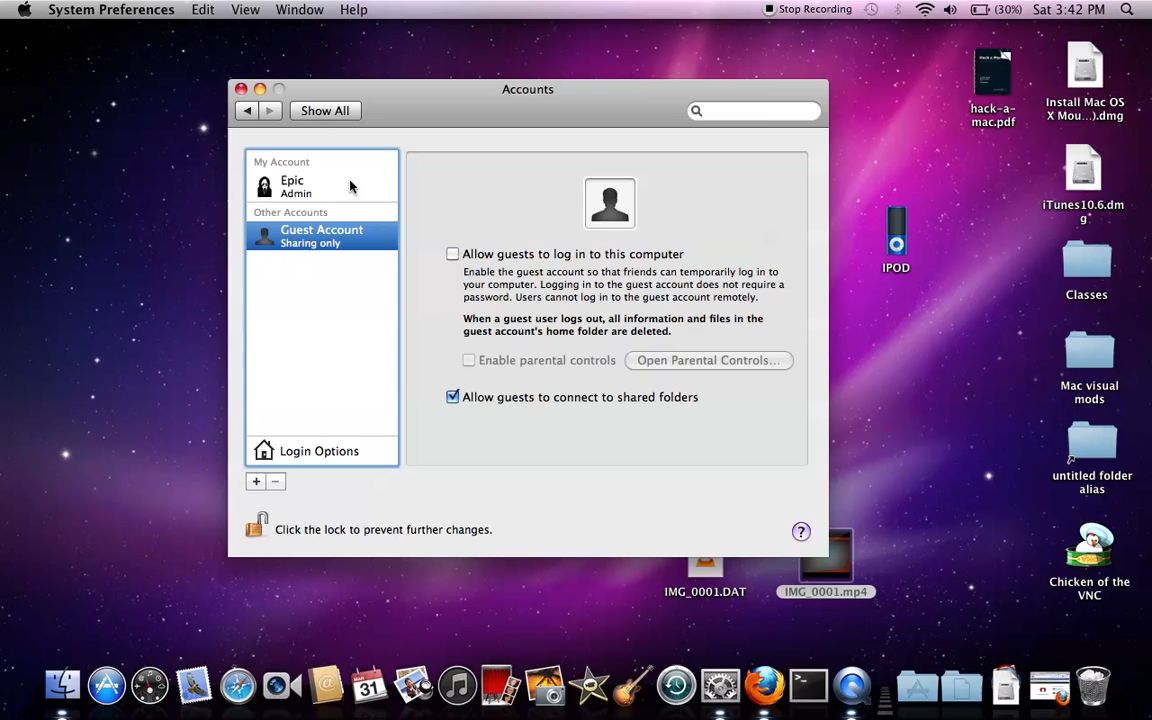 System Preferences Edit View Window Help
Stop Recording (30%) Sat 3:42 PM
Accounts
Show All
My Account
Epic
Admin
Other Accounts
Guest Account
Sharing only
Login Options
+ −
Click the lock to prevent further changes.
?
Allow guests to log in to this computer
Enable the guest account so that friends can temporarily log in to
your computer. Logging in to the guest account does not require a
password. Users cannot log in to the guest account remotely.
When a guest user logs out, all information and files in the
guest account's home folder are deleted.
Enable parental controls Open Parental Controls...
Allow guests to connect to shared folders
hack-a-
mac.pdf
Install Mac OS
X Mou...).dmg
iTunes10.6.dm
g
IPOD
Classes
Mac visual
mods
untitled folder
alias
Chicken of the
VNC
IMG_0001.DAT
IMG_0001.mp4
31